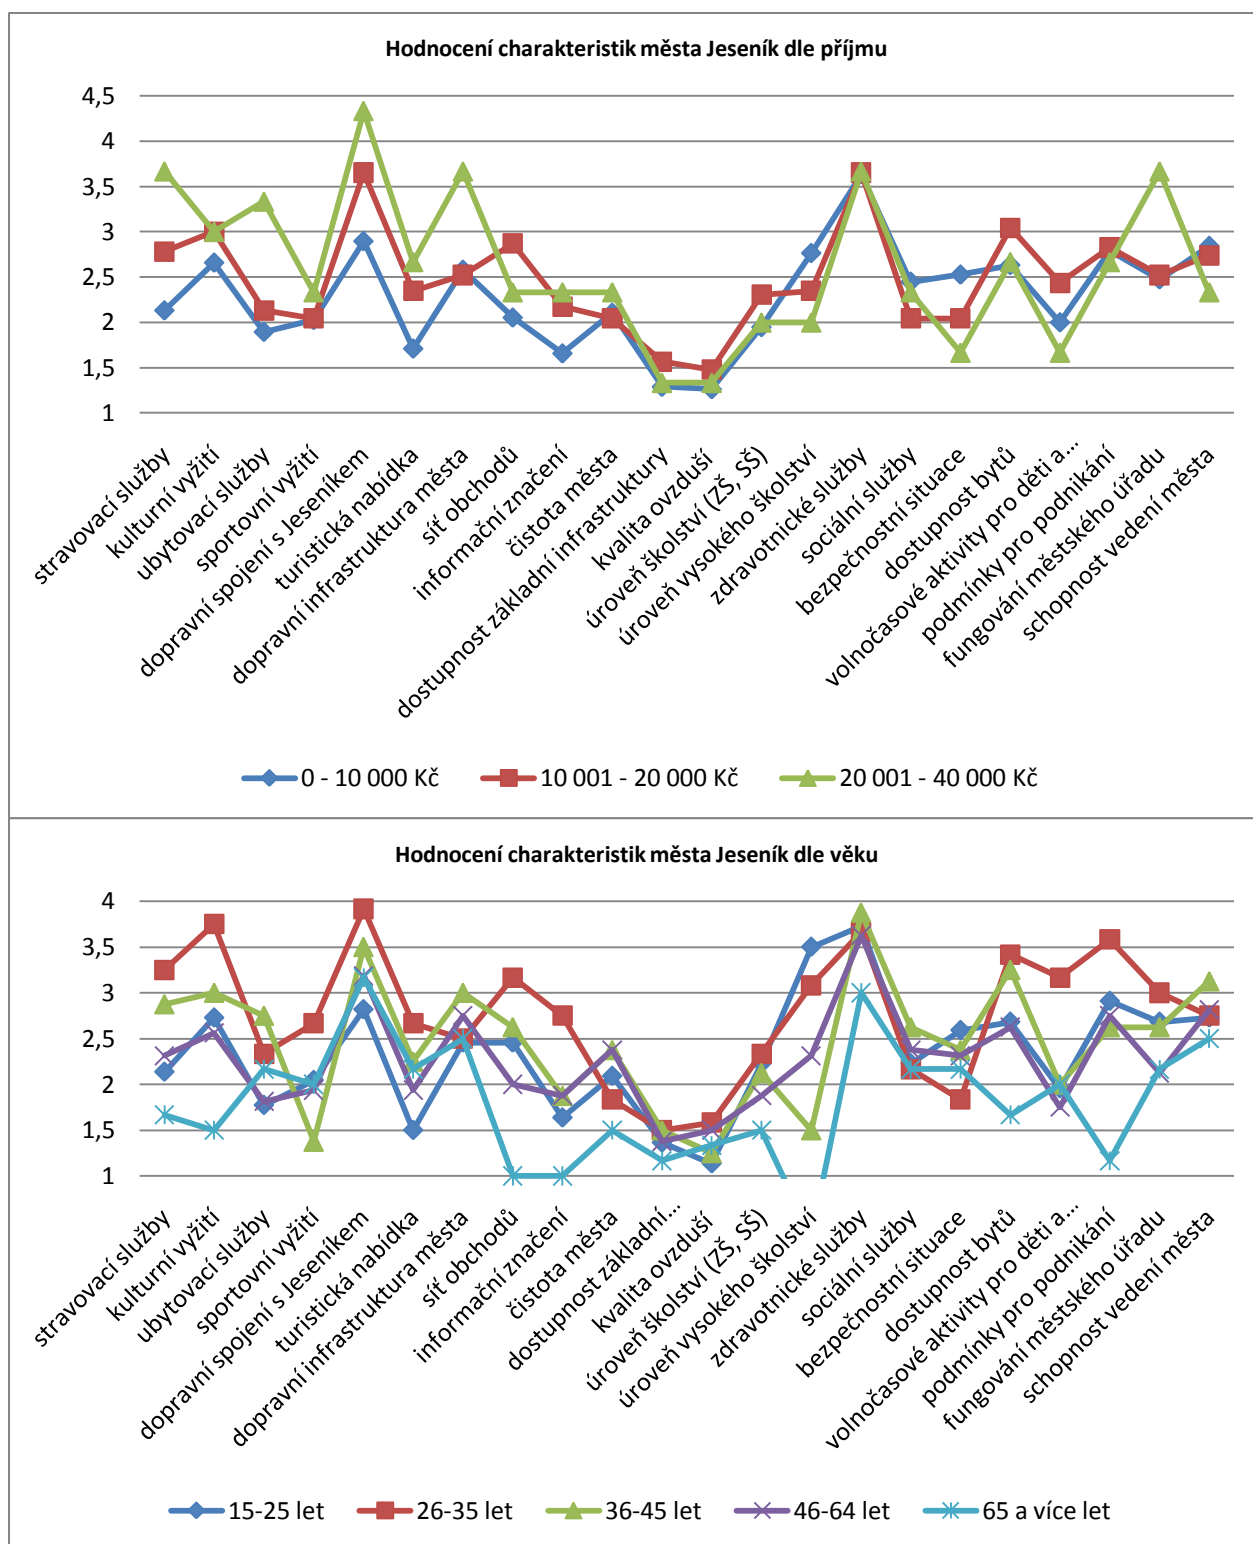 Hodnocení charakteristik města Jeseník dle příjmu
4,5
4
3,5
3
2,5
2
1,5
1
stravovací služby
kulturní vyžití
ubytovací služby
sportovní vyžití
dopravní spojení s Jeseníkem
turistická nabídka
dopravní infrastruktura města
síť obchodů
informační značení
čistota města
dostupnost základní infrastruktury
kvalita ovzduší
úroveň školství (ZŠ, SŠ)
úroveň vysokého školství
zdravotnické služby
sociální služby
bezpečnostní situace
dostupnost bytů
volnočasové aktivity pro děti a…
podmínky pro podnikání
fungování městského úřadu
schopnost vedení města
0 - 10 000 Kč
10 001 - 20 000 Kč
20 001 - 40 000 Kč
Hodnocení charakteristik města Jeseník dle věku
4
3,5
3
2,5
2
1,5
1
stravovací služby
kulturní vyžití
ubytovací služby
sportovní vyžití
dopravní spojení s Jeseníkem
turistická nabídka
dopravní infrastruktura města
síť obchodů
informační značení
čistota města
dostupnost základní…
kvalita ovzduší
úroveň školství (ZŠ, SŠ)
úroveň vysokého školství
zdravotnické služby
sociální služby
bezpečnostní situace
dostupnost bytů
volnočasové aktivity pro děti a…
podmínky pro podnikání
fungování městského úřadu
schopnost vedení města
15-25 let
26-35 let
36-45 let
46-64 let
65 a více let